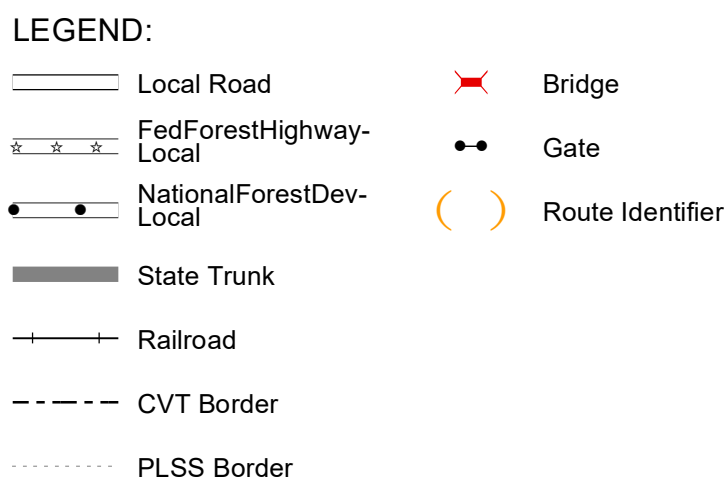 LEGEND:
Local Road
FedForestHighway-
Local
NationalForestDev-
Local
State Trunk
Railroad
CVT Border
PLSS Border
Bridge
Gate
( ) Route Identifier